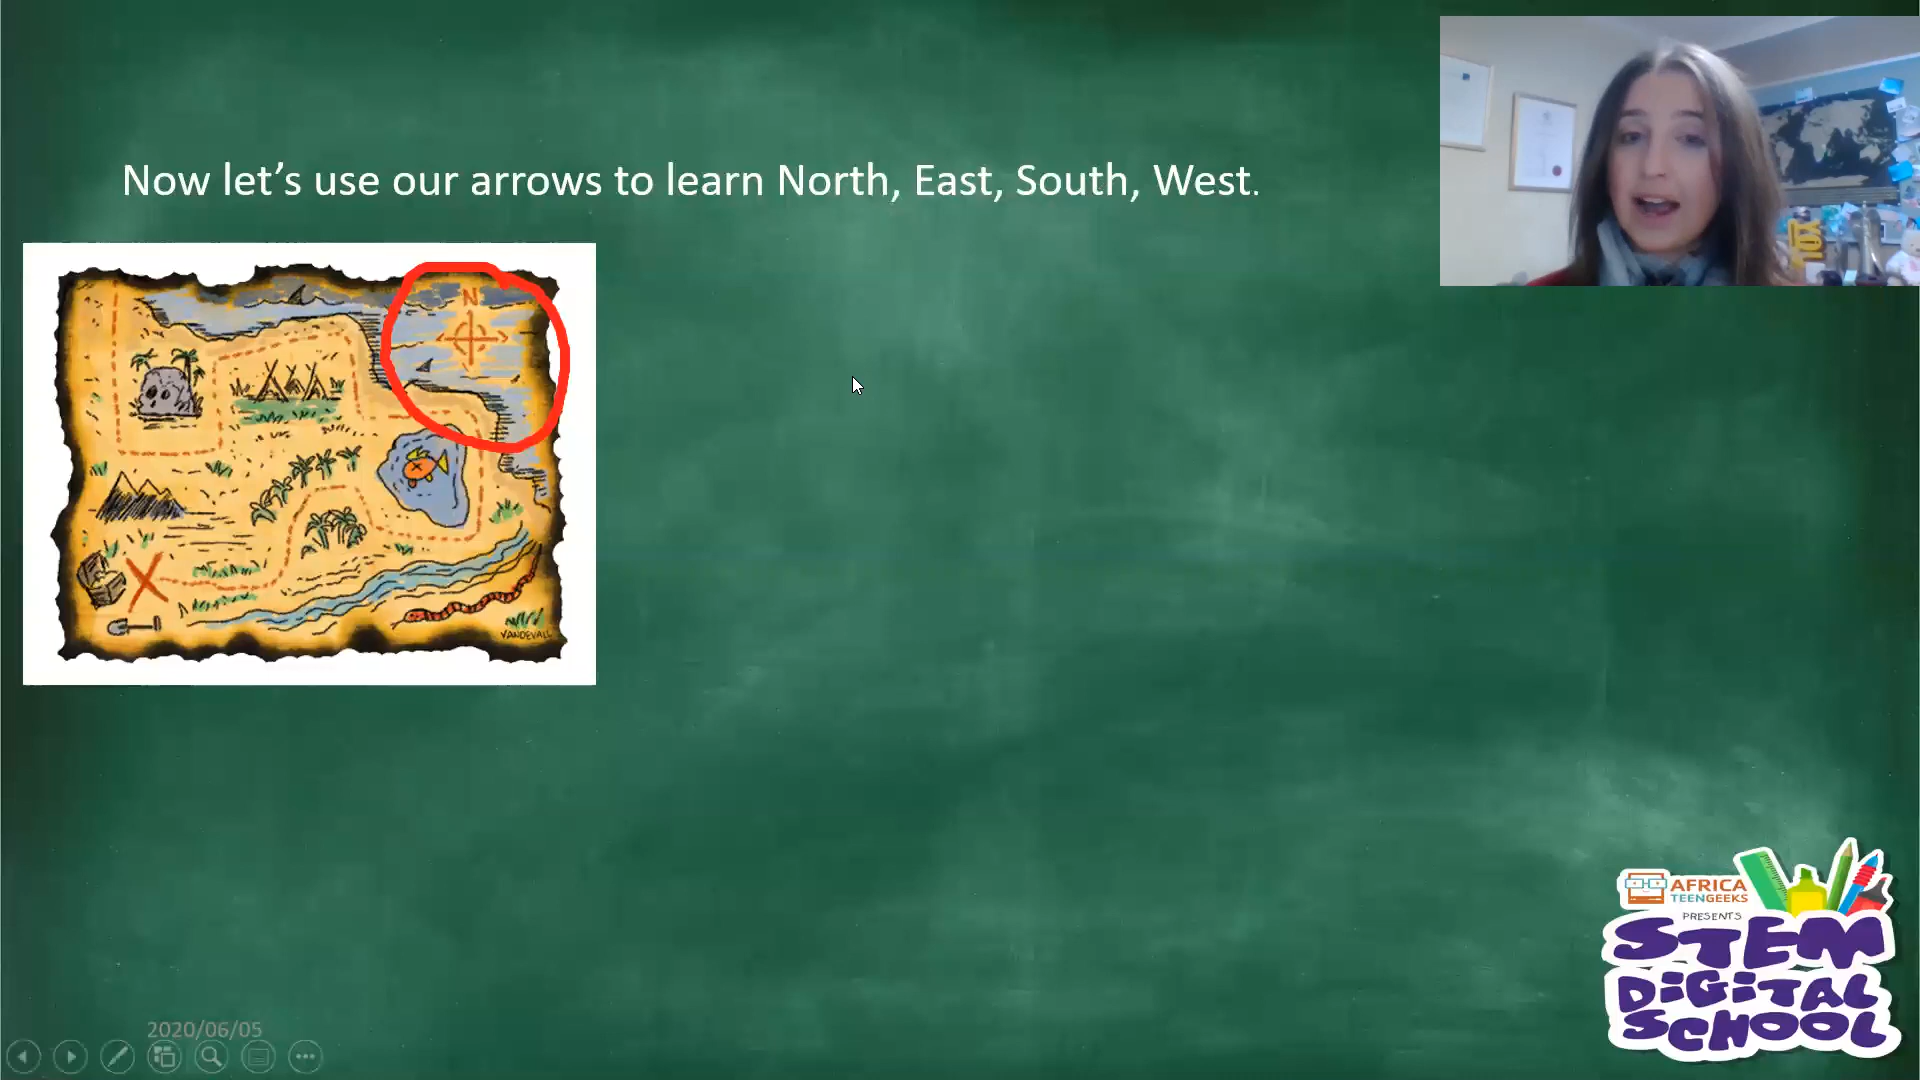 Now let’s use our arrows to learn North, East, South, West.
N
VANDEVALL
AFRICA
TEENGEEKS
PRESENTS
STEM
DIGITAL
SCHOOL
2020/06/05